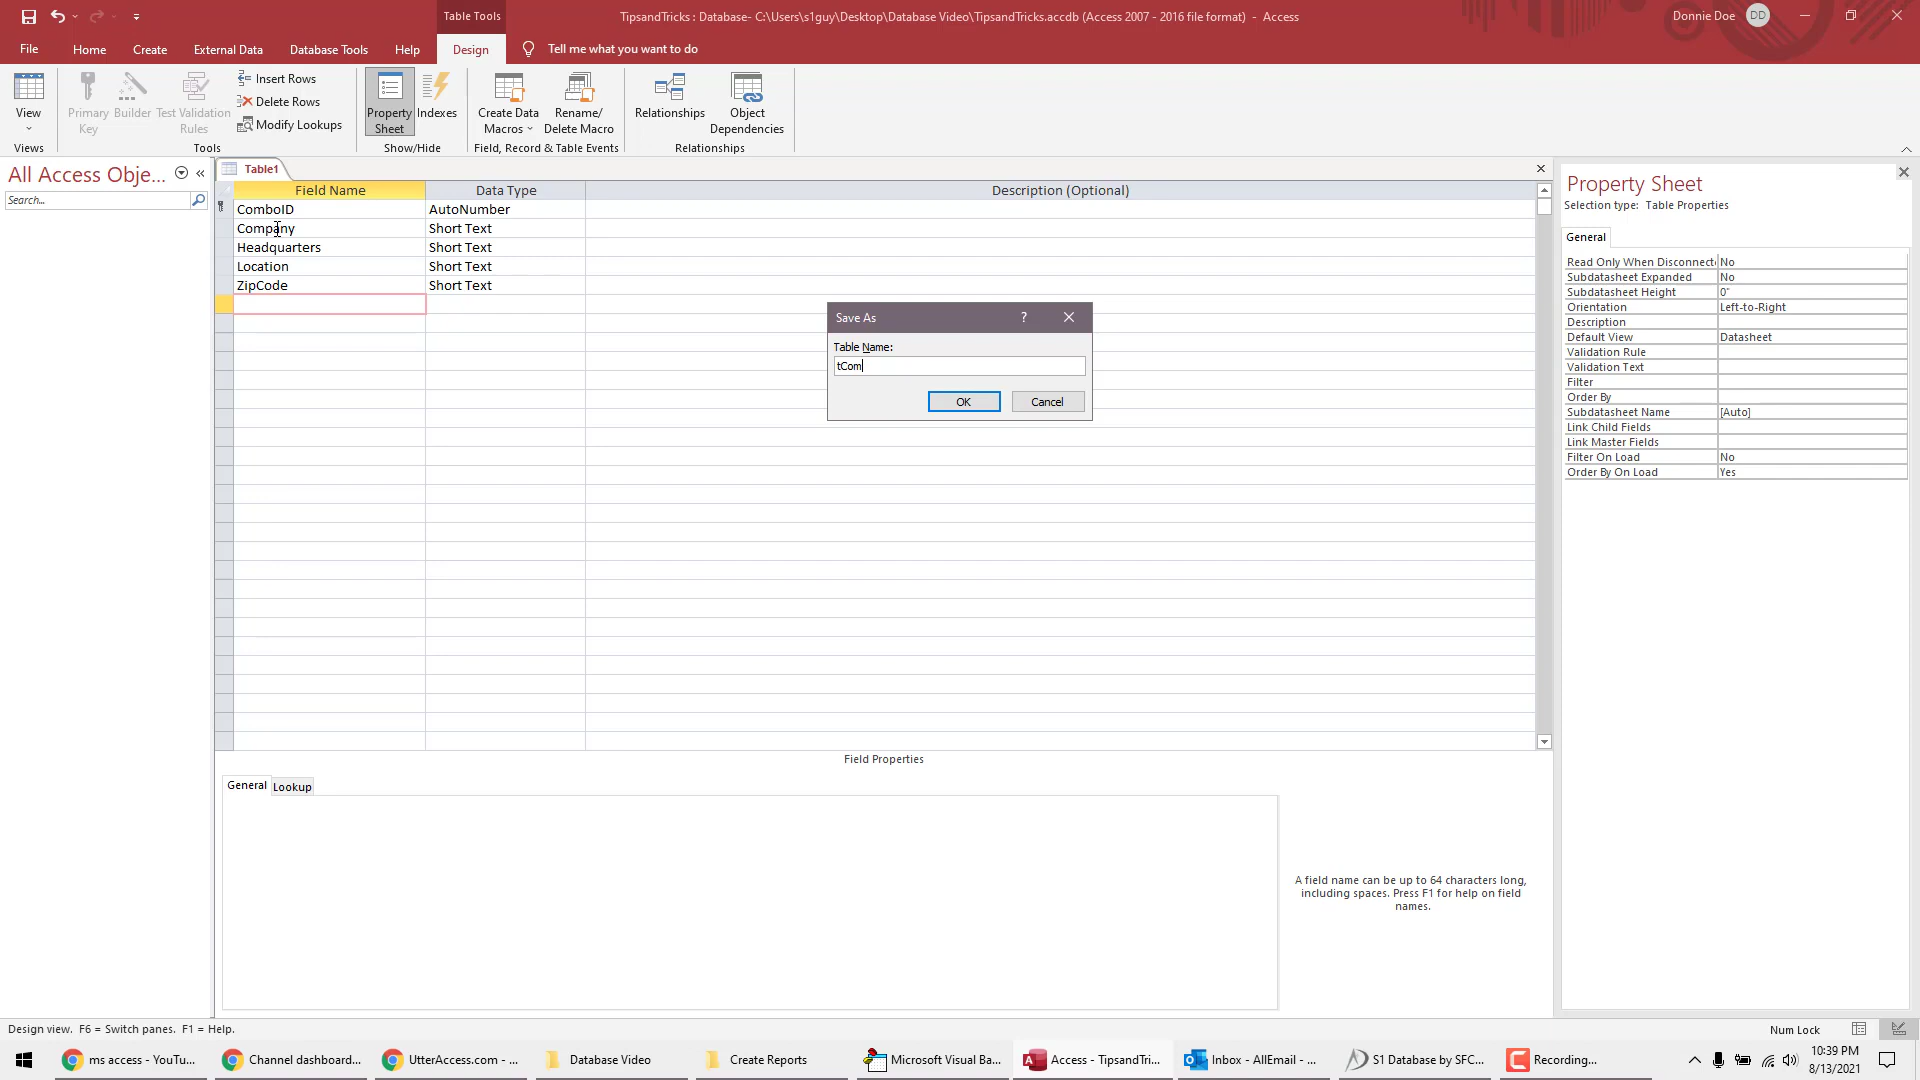 Table Tools
TipsandTricks : Database- C:\Users\s1guy\Desktop\Database Video\TipsandTricks.accdb (Access 2007 - 2016 file format) - Access
Donnie Doe
DD
File
Home
Create
External Data
Database Tools
Help
Design
Tell me what you want to do
View
Primary Key
Builder
Test Validation Rules
Insert Rows
Delete Rows
Modify Lookups
Property Sheet
Indexes
Create Data Macros
Rename/ Delete Macro
Relationships
Object Dependencies
Views
Tools
Show/Hide
Field, Record & Table Events
Relationships
All Access Obje...
Search...
Table1
Field Name Data Type Description (Optional)
ComboID AutoNumber
Company Short Text
Headquarters Short Text
Location Short Text
ZipCode Short Text
Save As
?
Table Name:
tCom
OK Cancel
Property Sheet
Selection type: Table Properties
General
Read Only When Disconnect No
Subdatasheet Expanded No
Subdatasheet Height 0"
Orientation Left-to-Right
Description
Default View Datasheet
Validation Rule
Validation Text
Filter
Order By
Subdatasheet Name [Auto]
Link Child Fields
Link Master Fields
Filter On Load No
Order By On Load Yes
Field Properties
General Lookup
A field name can be up to 64 characters long,
including spaces. Press F1 for help on field
names.
Design view. F6 = Switch panes. F1 = Help.
Num Lock
ms access - YouTu...
Channel dashboard...
UtterAccess.com - ...
Database Video
Create Reports
Microsoft Visual Ba...
Access - TipsandTri...
Inbox - AllEmail - ...
S1 Database by SFC...
Recording...
10:39 PM
8/13/2021